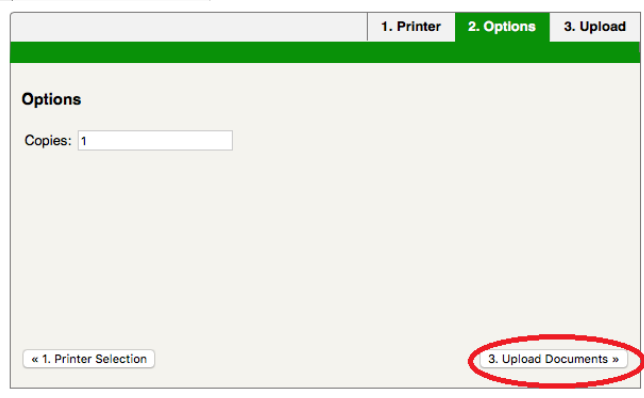 1. Printer 2. Options 3. Upload
Options
Copies: 1
« 1. Printer Selection 3. Upload Documents »